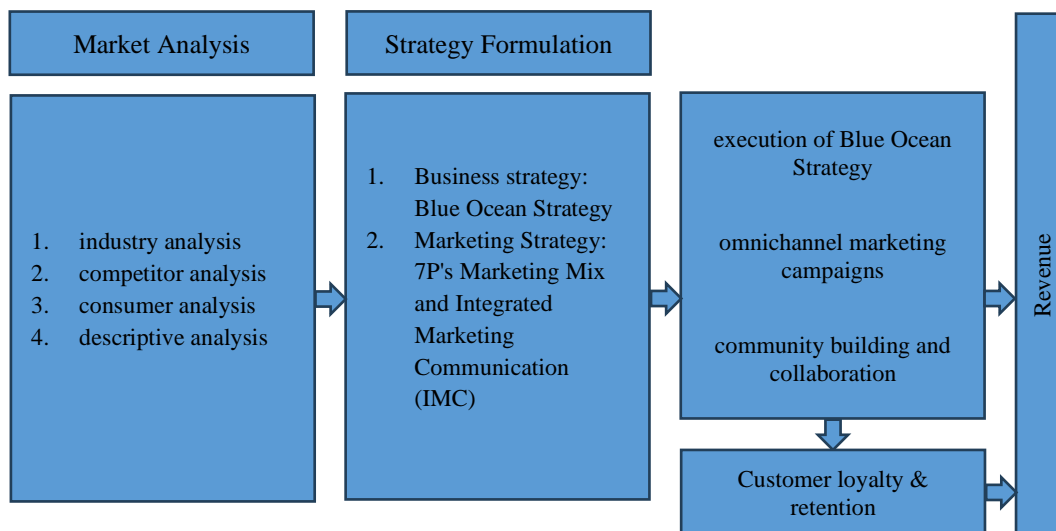 Market Analysis
Strategy Formulation
1. industry analysis
2. competitor analysis
3. consumer analysis
4. descriptive analysis
1. Business strategy:
Blue Ocean Strategy
2. Marketing Strategy:
7P's Marketing Mix
and Integrated
Marketing
Communication
(IMC)
execution of Blue Ocean
Strategy
omnichannel marketing
campaigns
community building and
collaboration
Customer loyalty &
retention
Revenue